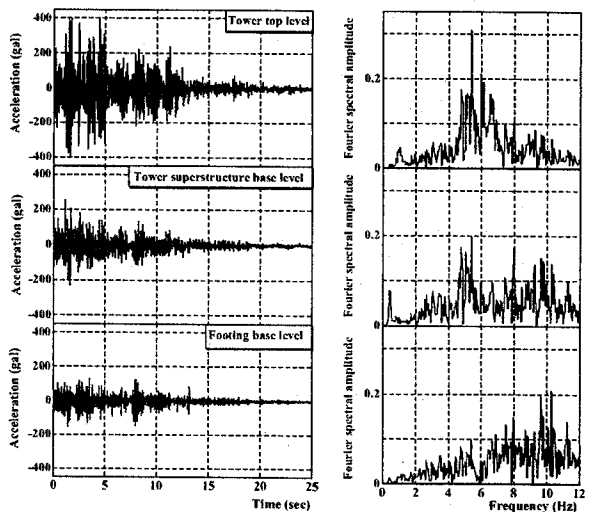 Tower top level
Acceleration (gal)
400
200
0
-200
-400
Tower superstructure base level
Acceleration (gal)
400
200
0
-200
-400
Footing base level
Acceleration (gal)
400
200
0
-200
-400
0 5 10 15 20 25
Time (sec)
Fourier spectral amplitude
0.2
0
Fourier spectral amplitude
0.2
0
Fourier spectral amplitude
0.2
0
0 2 4 6 8 10 12
Frequency (Hz)